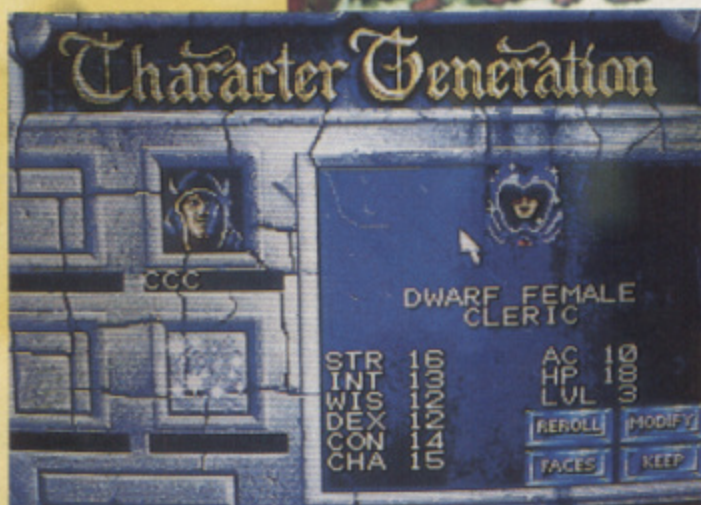 Character Generation
CCC
DWARF FEMALE
CLERIC
STR 16
INT 13
WIS 12
DEX 12
CON 14
CHA 15
AC 10
HP 18
LVL 3
REROLL MODIFY
FACES KEEP